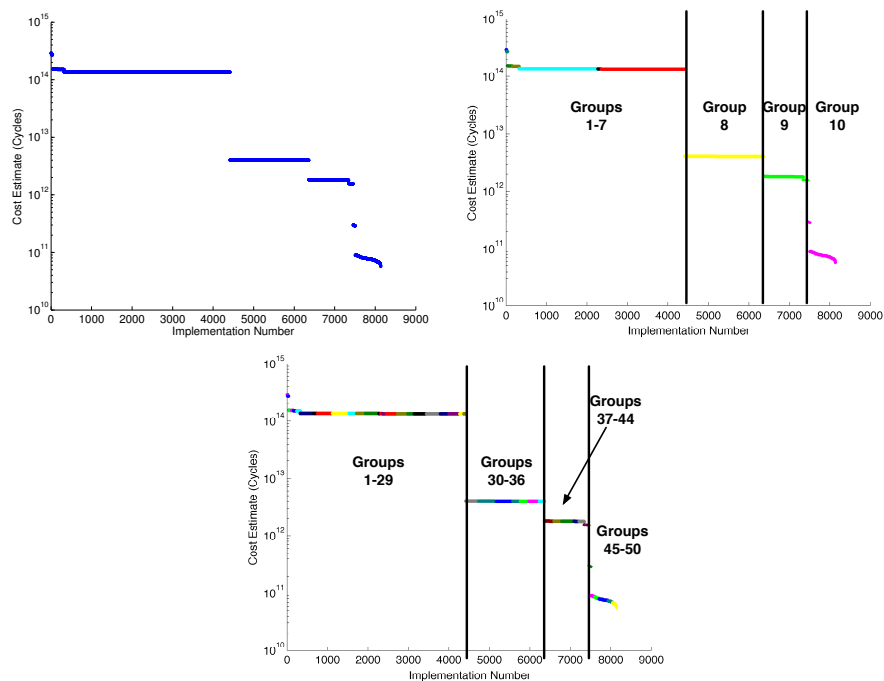 10^15
10^14
10^13
10^12
10^11
10^10
Cost Estimate (Cycles)
0 1000 2000 3000 4000 5000 6000 7000 8000 9000
Implementation Number
10^15
10^14
10^13
10^12
10^11
10^10
Cost Estimate (Cycles)
Groups
1-7
Group
8
Group
9
Group
10
0 1000 2000 3000 4000 5000 6000 7000 8000 9000
Implementation Number
10^15
10^14
10^13
10^12
10^11
10^10
Cost Estimate (Cycles)
Groups
1-29
Groups
30-36
Groups
37-44
Groups
45-50
0 1000 2000 3000 4000 5000 6000 7000 8000 9000
Implementation Number